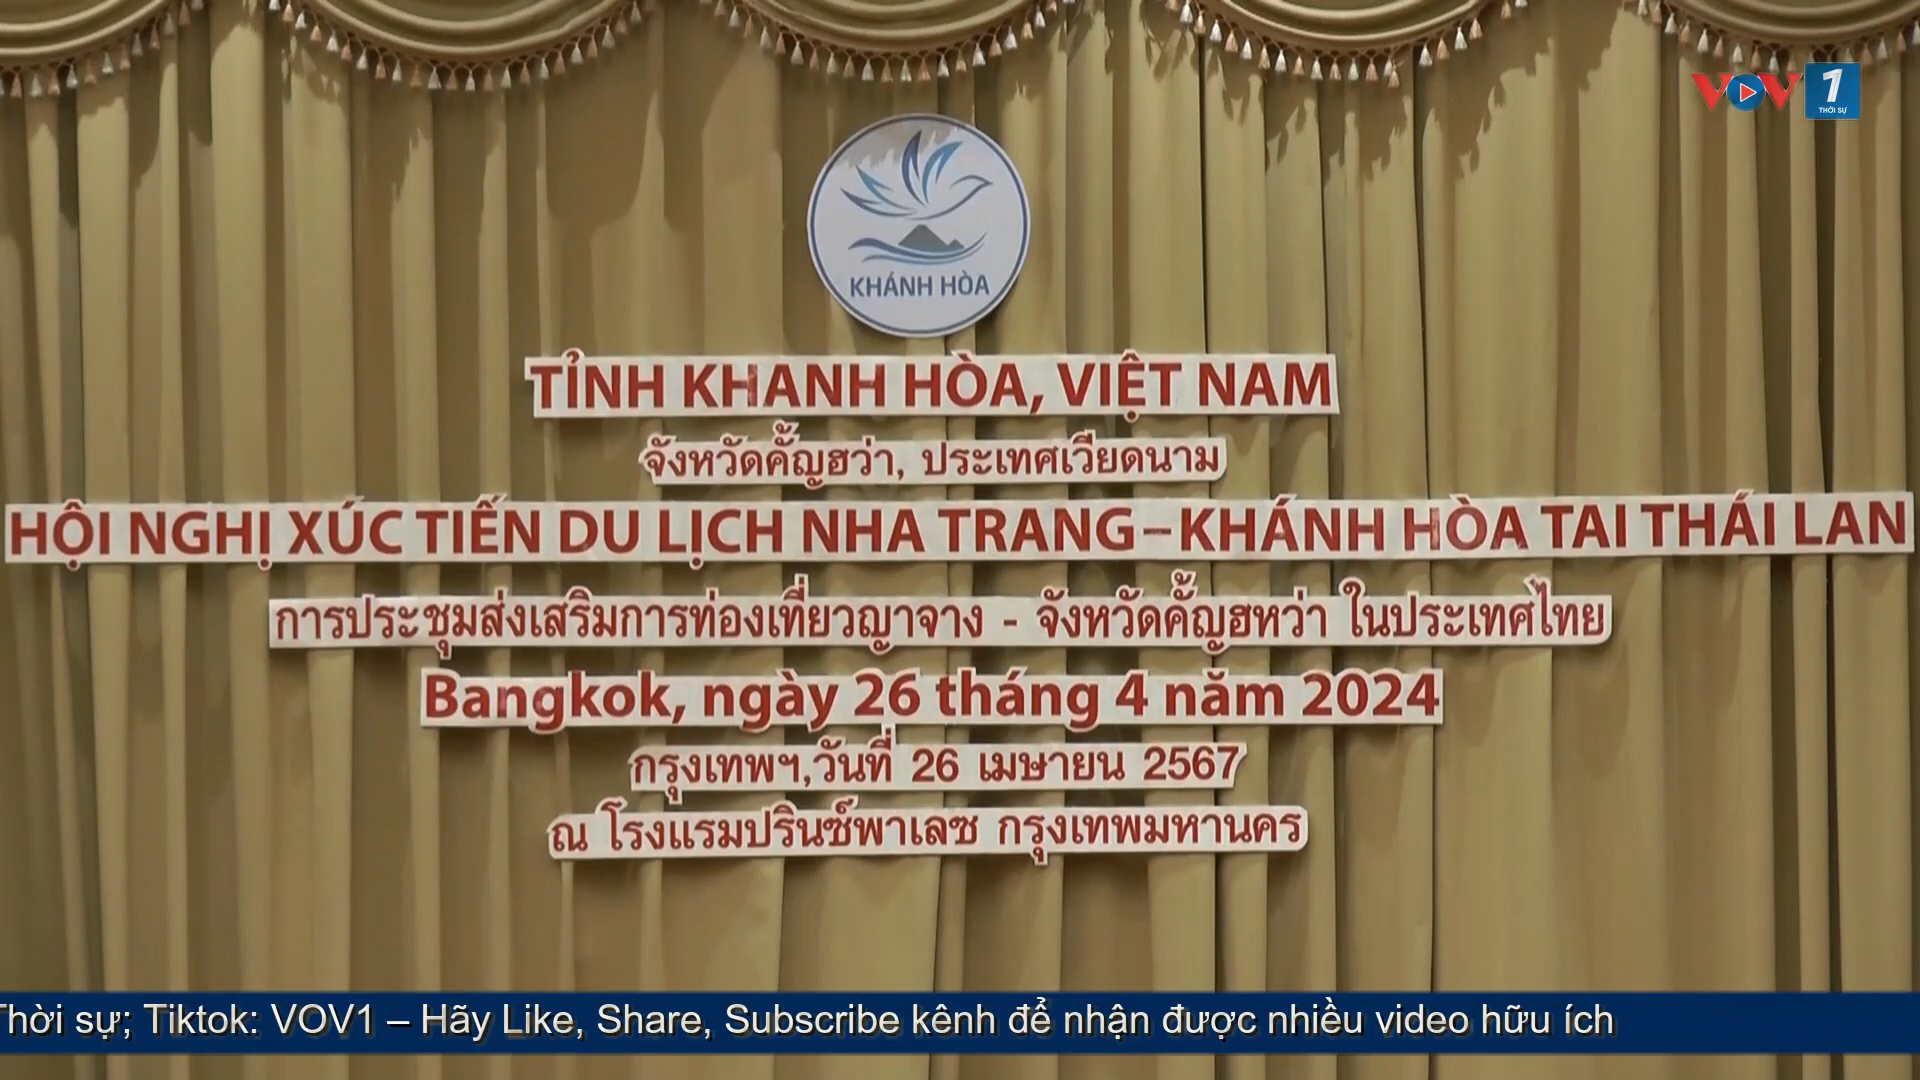 VOV 1
THỜI SỰ
KHÁNH HÒA
TỈNH KHANH HÒA, VIỆT NAM
จังหวัดคั้ญฮว่า, ประเทศเวียดนาม
HỘI NGHỊ XÚC TIẾN DU LỊCH NHA TRANG–KHÁNH HÒA TAI THÁI LAN
การประชุมส่งเสริมการท่องเที่ยวญาจาง - จังหวัดคั้ญฮหว่า ในประเทศไทย
Bangkok, ngày 26 tháng 4 năm 2024
กรุงเทพฯ,วันที่ 26 เมษายน 2567
ณ โรงแรมปรินซ์พาเลซ กรุงเทพมหานคร
Thời sự; Tiktok: VOV1 – Hãy Like, Share, Subscribe kênh để nhận được nhiều video hữu ích